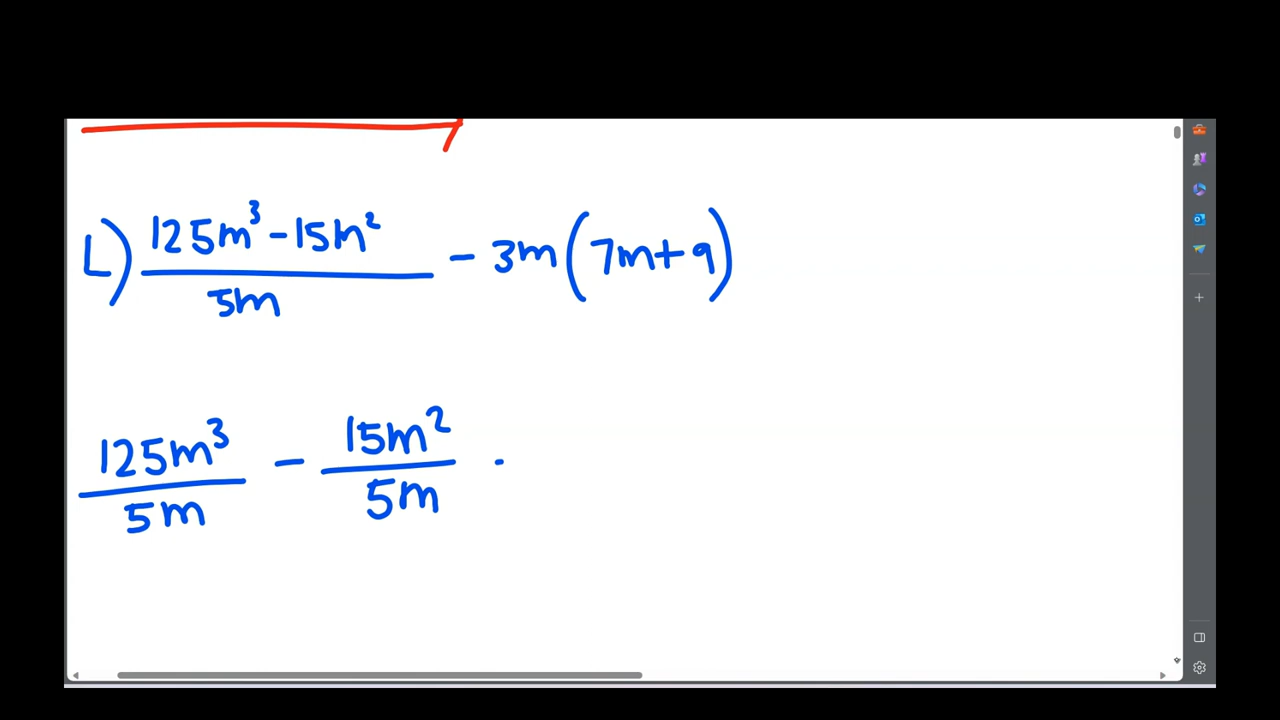 L) 125m³ - 15m² / 5m - 3m(7m + 9)
125m³ / 5m - 15m² / 5m -